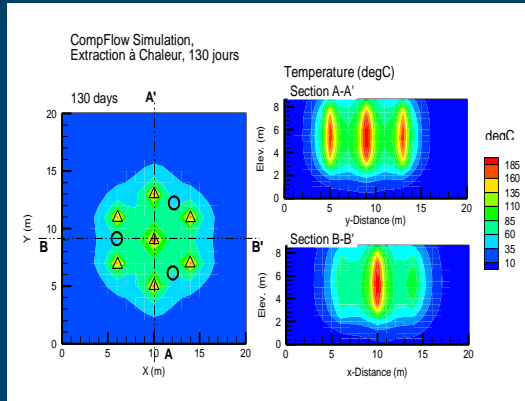 CompFlow Simulation,
Extraction à Chaleur, 130 jours
130 days
A'
20
15
10
5
0
Y (m)
B
B'
0
5
10
15
20
A
X (m)
Temperature (degC)
Section A-A'
8
6
4
2
0
Elev. (m)
0
5
10
15
20
y-Distance (m)
Section B-B'
8
6
4
2
0
Elev. (m)
0
5
10
15
20
x-Distance (m)
degC
185
160
135
110
85
60
35
10